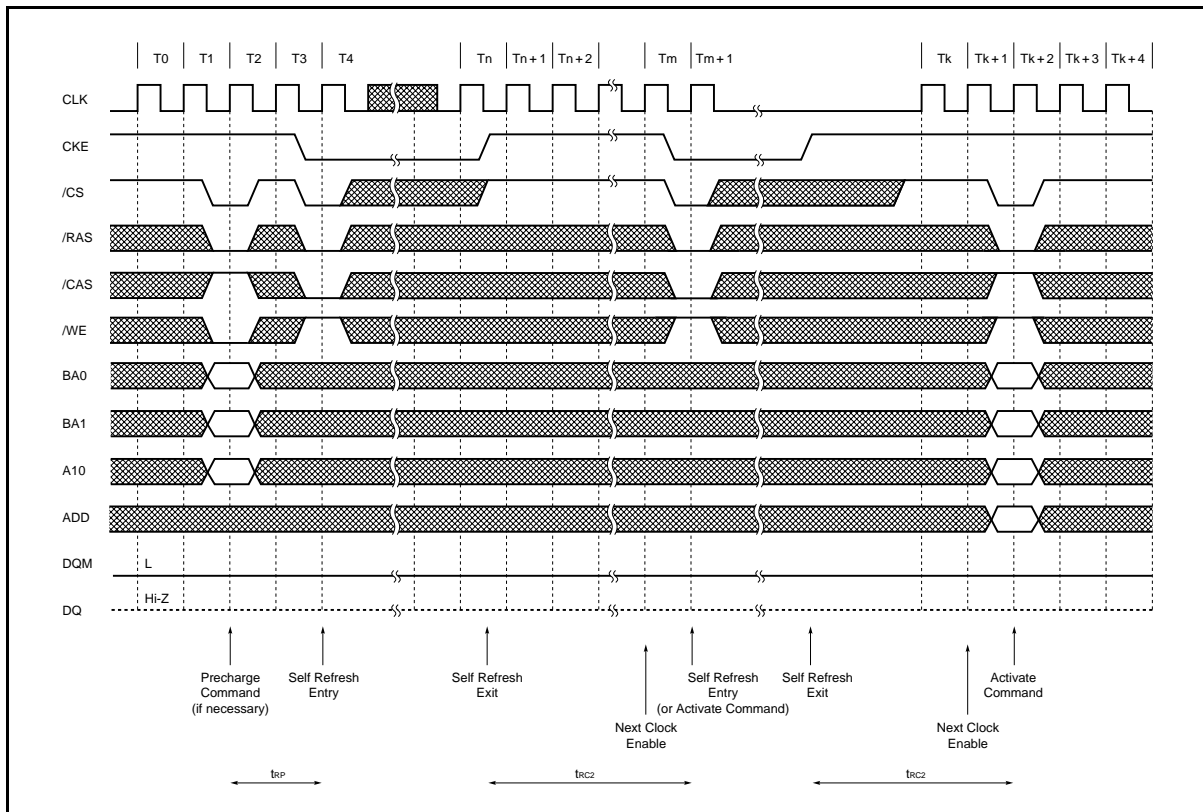 T0 T1 T2 T3 T4 Tn Tn + 1 Tn + 2 Tm Tm + 1 Tk Tk + 1 Tk + 2 Tk + 3 Tk + 4
CLK
CKE
/CS
/RAS
/CAS
/WE
BA0
BA1
A10
ADD
DQM L
Hi-Z
DQ
Precharge
Command
(if necessary)
Self Refresh
Entry
Self Refresh
Exit
Next Clock
Enable
Self Refresh
Entry
(or Activate Command)
Self Refresh
Exit
Next Clock
Enable
Activate
Command
tRP tRC2 tRC2